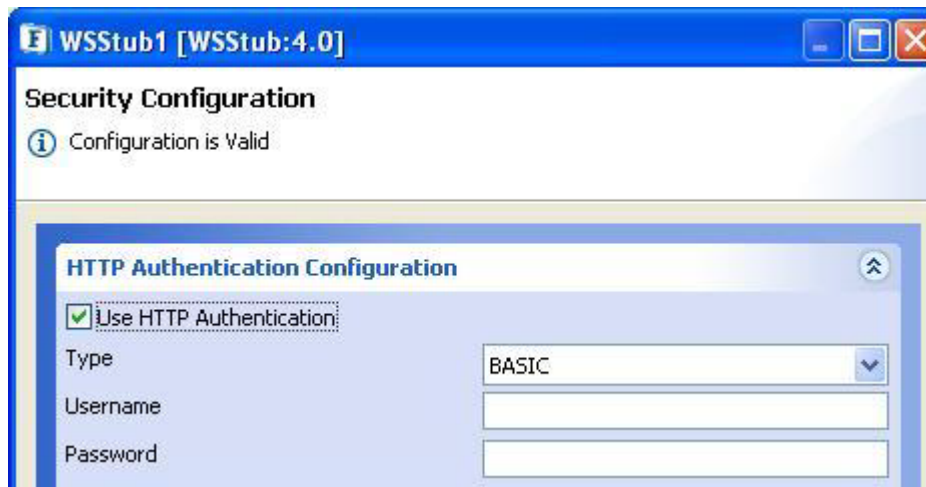 WSStub1 [WSStub:4.0]
Security Configuration
Configuration is Valid
HTTP Authentication Configuration
Use HTTP Authentication
Type
BASIC
Username
Password